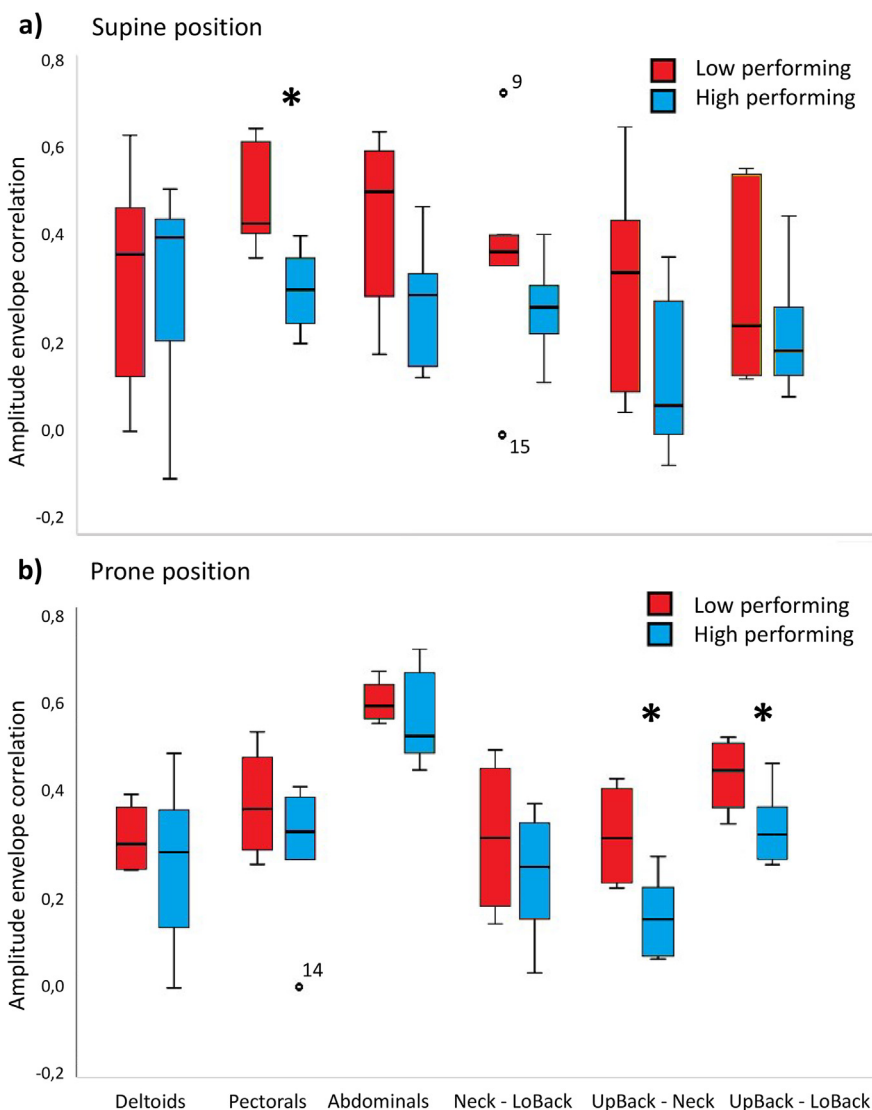 a) Supine position
0,8
Low performing
High performing
*
9
0,6
0,4
0,2
0,0
-0,2
15
Amplitude envelope correlation
b) Prone position
0,8
Low performing
High performing
* *
0,6
0,4
0,2
0,0
-0,2
14
Amplitude envelope correlation
Deltoids Pectorals Abdominals Neck - LoBack UpBack - Neck UpBack - LoBack